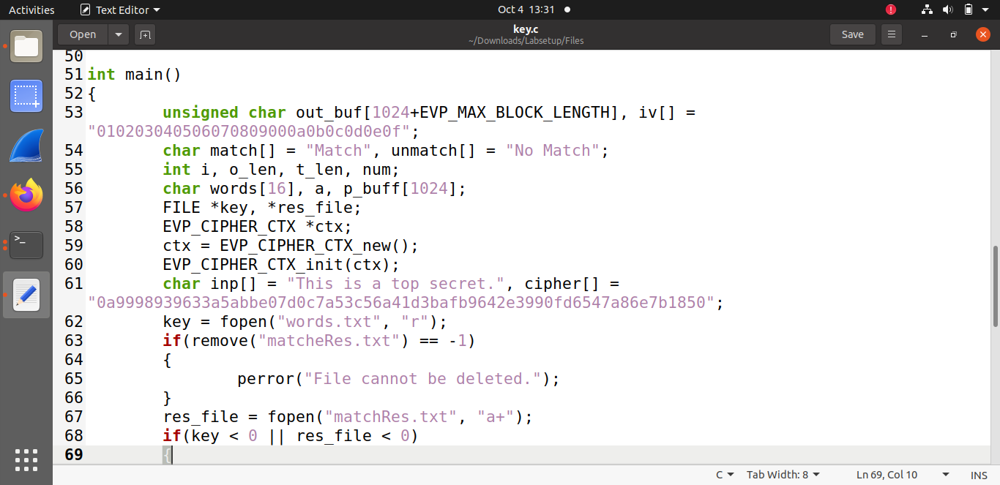 Activities Text Editor Oct 4 13:31
Open key.c Save
~/Downloads/Labsetup/Files
50
51 int main()
52 {
53 unsigned char out_buf[1024+EVP_MAX_BLOCK_LENGTH], iv[] =
"010203040506070809000a0b0c0d0e0f";
54 char match[] = "Match", unmatch[] = "No Match";
55 int i, o_len, t_len, num;
56 char words[16], a, p_buff[1024];
57 FILE *key, *res_file;
58 EVP_CIPHER_CTX *ctx;
59 ctx = EVP_CIPHER_CTX_new();
60 EVP_CIPHER_CTX_init(ctx);
61 char inp[] = "This is a top secret.", cipher[] =
"0a9998939633a5abbe07d0c7a53c56a41d3bafb9642e3990fd6547a86e7b1850";
62 key = fopen("words.txt", "r");
63 if(remove("matcheRes.txt") == -1)
64 {
65 perror("File cannot be deleted.");
66 }
67 res_file = fopen("matchRes.txt", "a+");
68 if(key < 0 || res_file < 0)
69 {
C Tab Width: 8 Ln 69, Col 10 INS